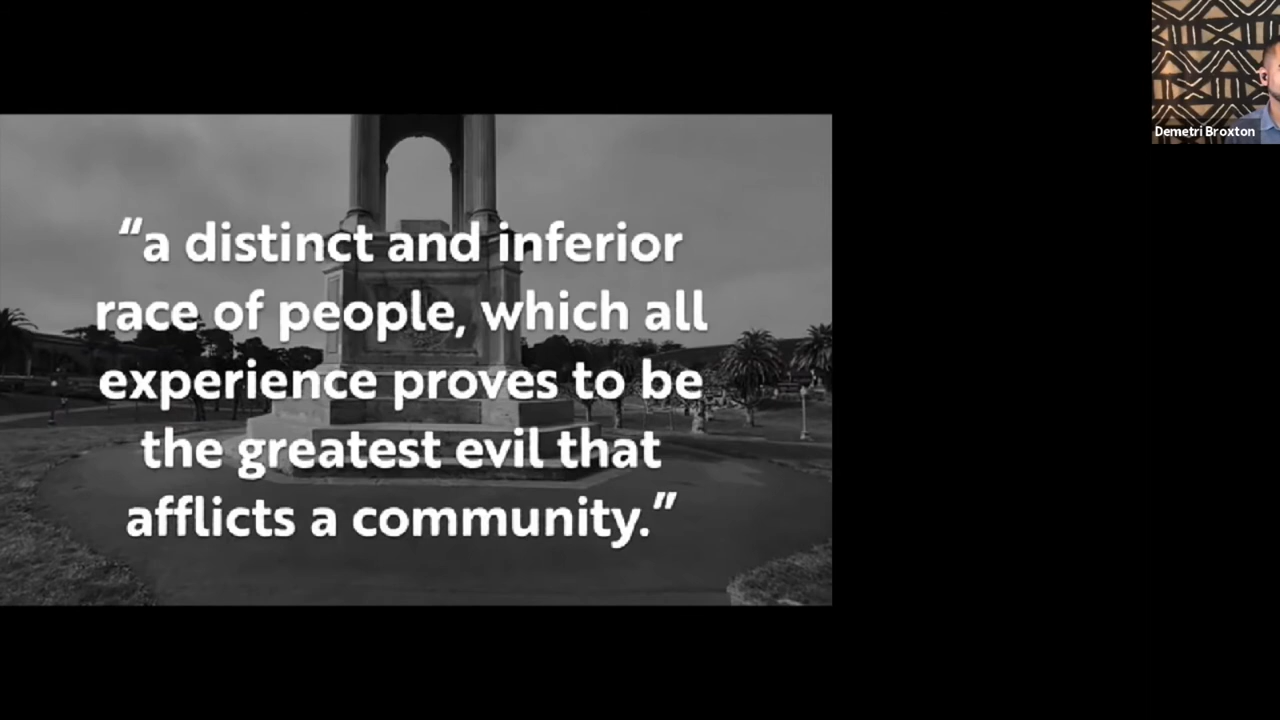 “a distinct and inferior
race of people, which all
experience proves to be
the greatest evil that
afflicts a community.”
Demetri Broxton